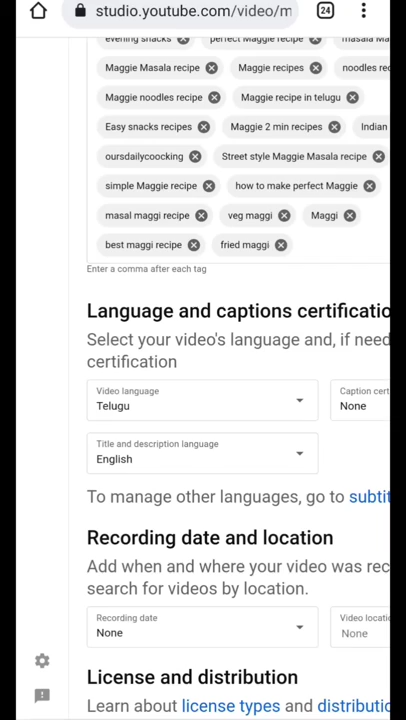 studio.youtube.com/video/m 24
evening snacks perfect Maggie recipe masala Ma
Maggie Masala recipe Maggie recipes noodles rec
Maggie noodles recipe Maggie recipe in telugu
Easy snacks recipes Maggie 2 min recipes Indian
oursdailycoocking Street style Maggie Masala recipe
simple Maggie recipe how to make perfect Maggie
masal maggi recipe veg maggi Maggi
best maggi recipe fried maggi
Enter a comma after each tag
Language and captions certificatio
Select your video's language and, if need
certification
Video language Caption cert
Telugu None
Title and description language
English
To manage other languages, go to subtit
Recording date and location
Add when and where your video was rec
search for videos by location.
Recording date Video locatio
None None
License and distribution
Learn about license types and distributio